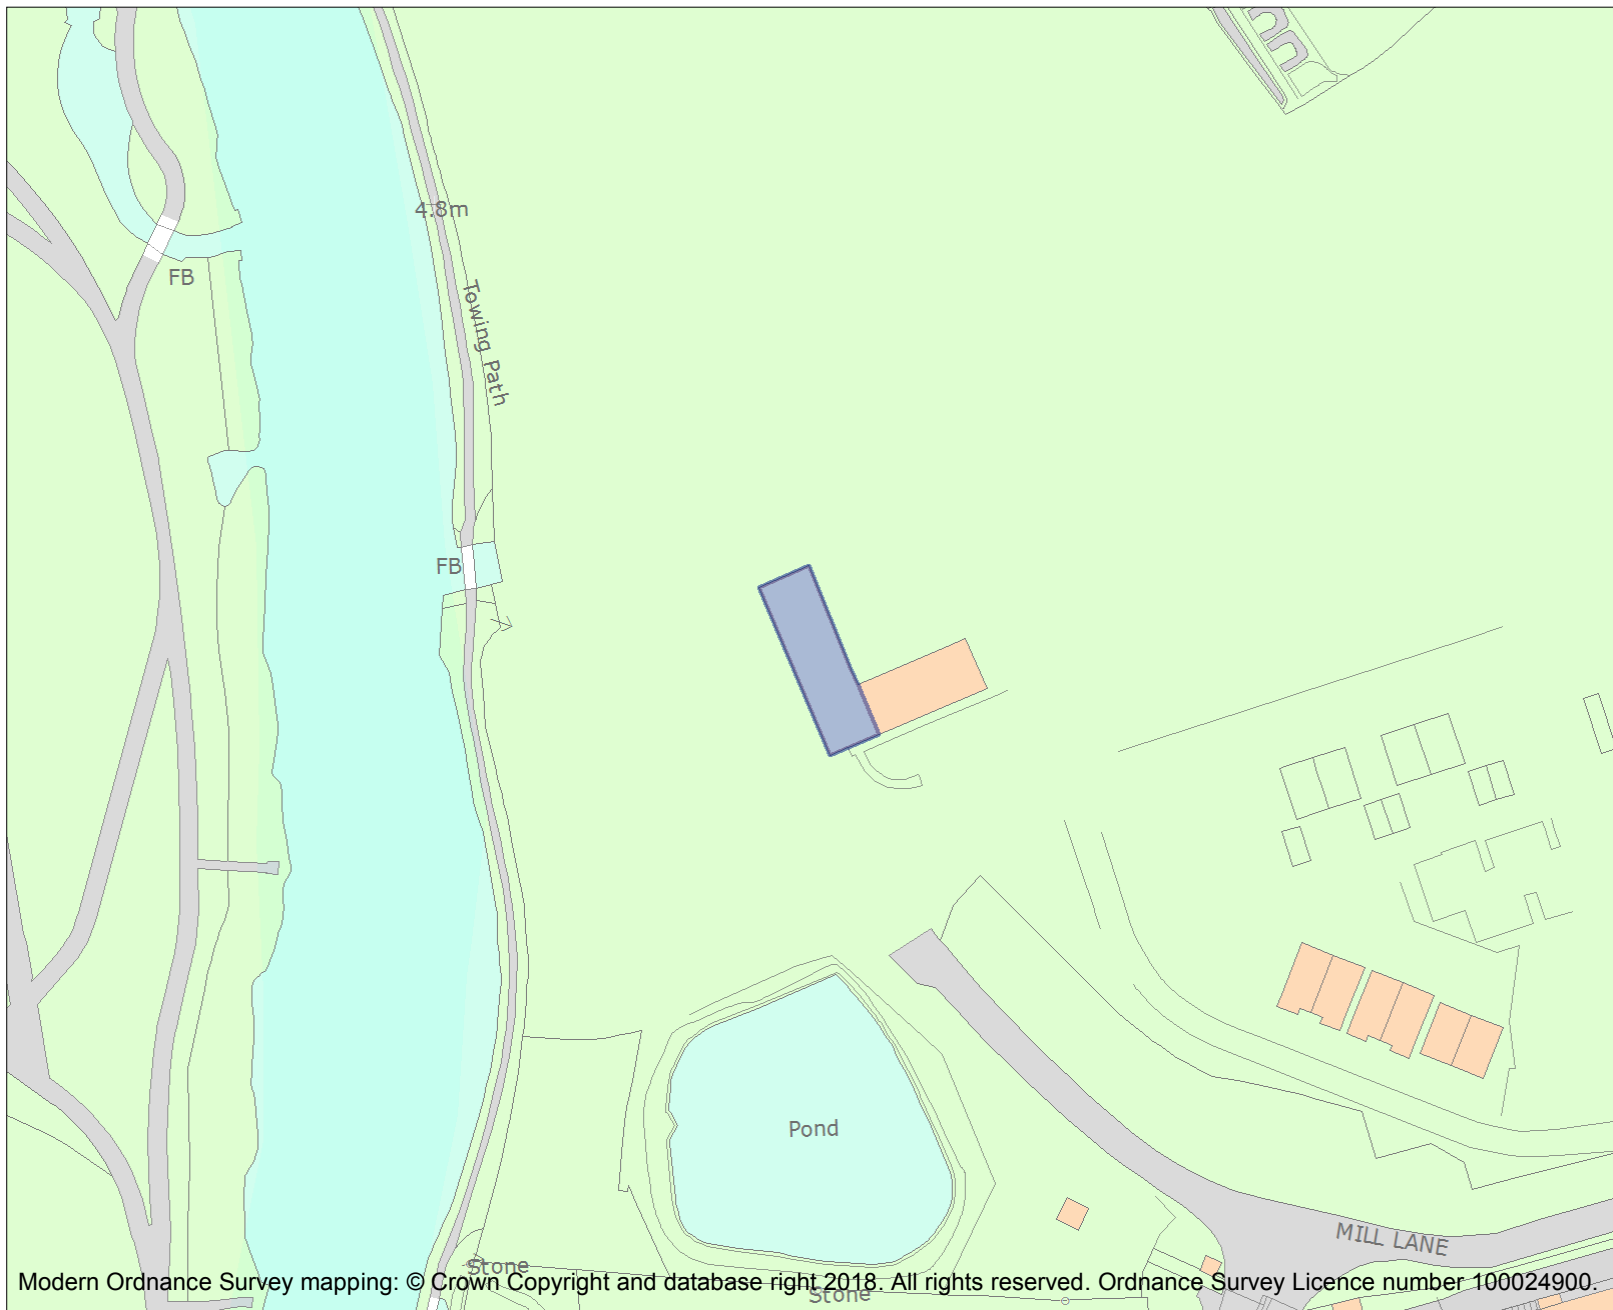 4.8m
FB
Towing Path
FB
Pond
MILL LANE
Stone
Modern Ordnance Survey mapping: © Crown Copyright and database right 2018. All rights reserved. Ordnance Survey Licence number 100024900.
Stone